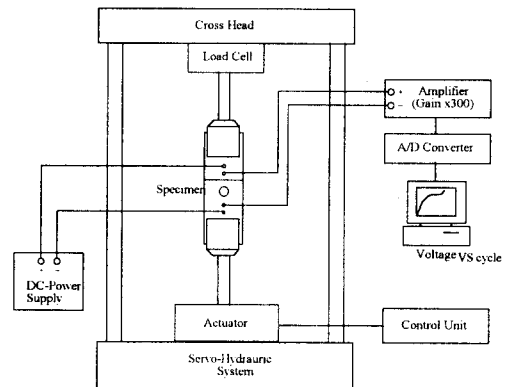 Cross Head
Load Cell
+ Amplifier
− (Gain x300)
A/D Converter
Specimen
Voltage VS cycle
+ −
DC-Power
Supply
Actuator
Control Unit
Servo-Hydraulic
System